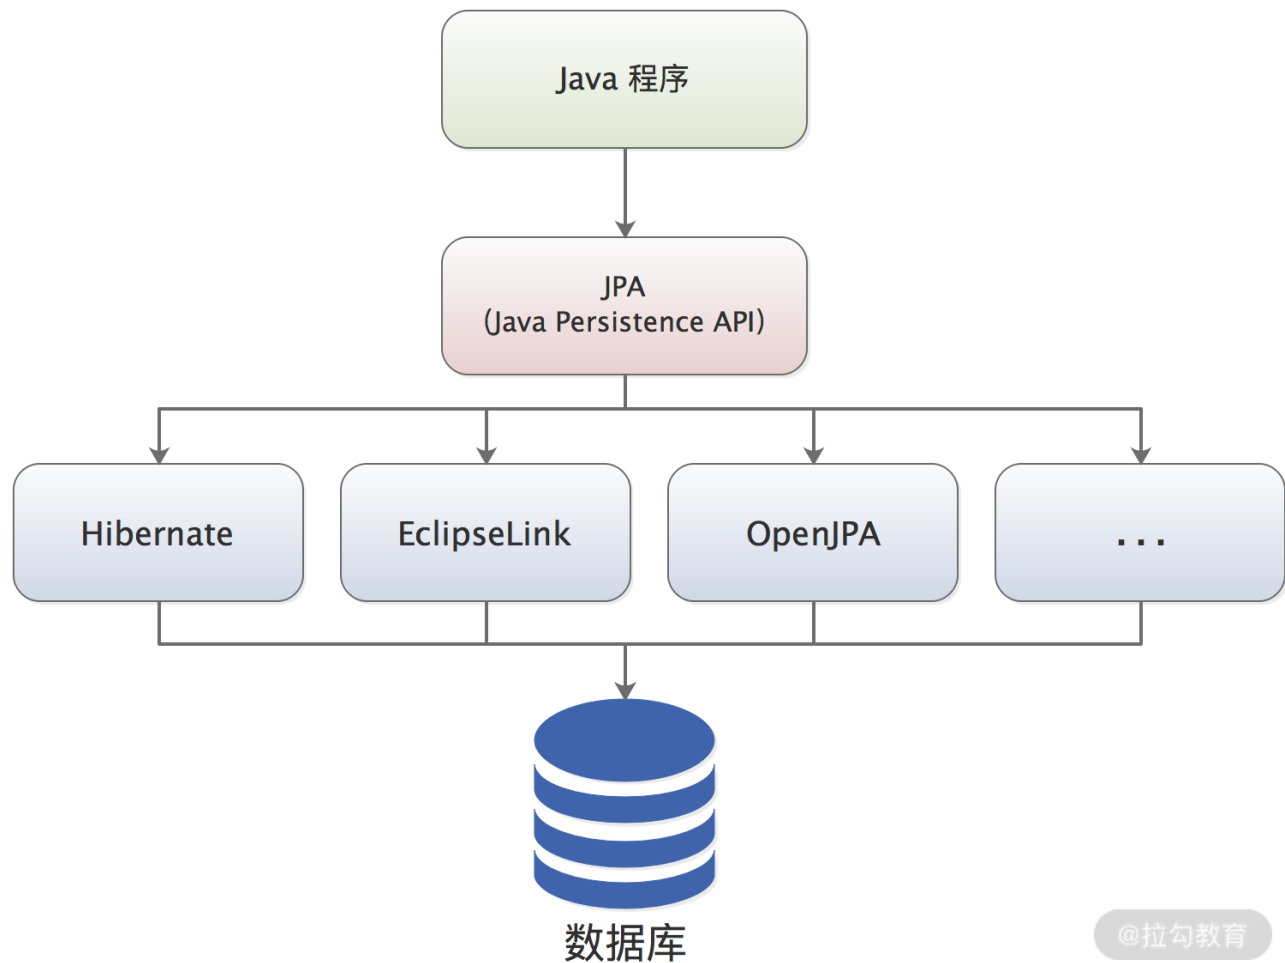 Java 程序
JPA
（Java Persistence API）
Hibernate
EclipseLink
OpenJPA
...
数据库
@拉勾教育